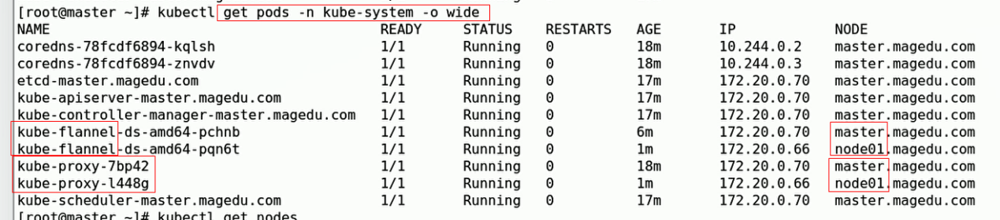 [root@master ~]# kubectl get pods -n kube-system -o wide
NAME READY STATUS RESTARTS AGE IP NODE
coredns-78fcdf6894-kqlsh 1/1 Running 0 18m 10.244.0.2 master.magedu.com
coredns-78fcdf6894-znvdv 1/1 Running 0 18m 10.244.0.3 master.magedu.com
etcd-master.magedu.com 1/1 Running 0 17m 172.20.0.70 master.magedu.com
kube-apiserver-master.magedu.com 1/1 Running 0 17m 172.20.0.70 master.magedu.com
kube-controller-manager-master.magedu.com 1/1 Running 0 17m 172.20.0.70 master.magedu.com
kube-flannel-ds-amd64-pchnb 1/1 Running 0 6m 172.20.0.70 master.magedu.com
kube-flannel-ds-amd64-pqn6t 1/1 Running 0 1m 172.20.0.66 node01.magedu.com
kube-proxy-7bp42 1/1 Running 0 18m 172.20.0.70 master.magedu.com
kube-proxy-l448g 1/1 Running 0 1m 172.20.0.66 node01.magedu.com
kube-scheduler-master.magedu.com 1/1 Running 0 17m 172.20.0.70 master.magedu.com
[root@master ~]# kubectl get nodes